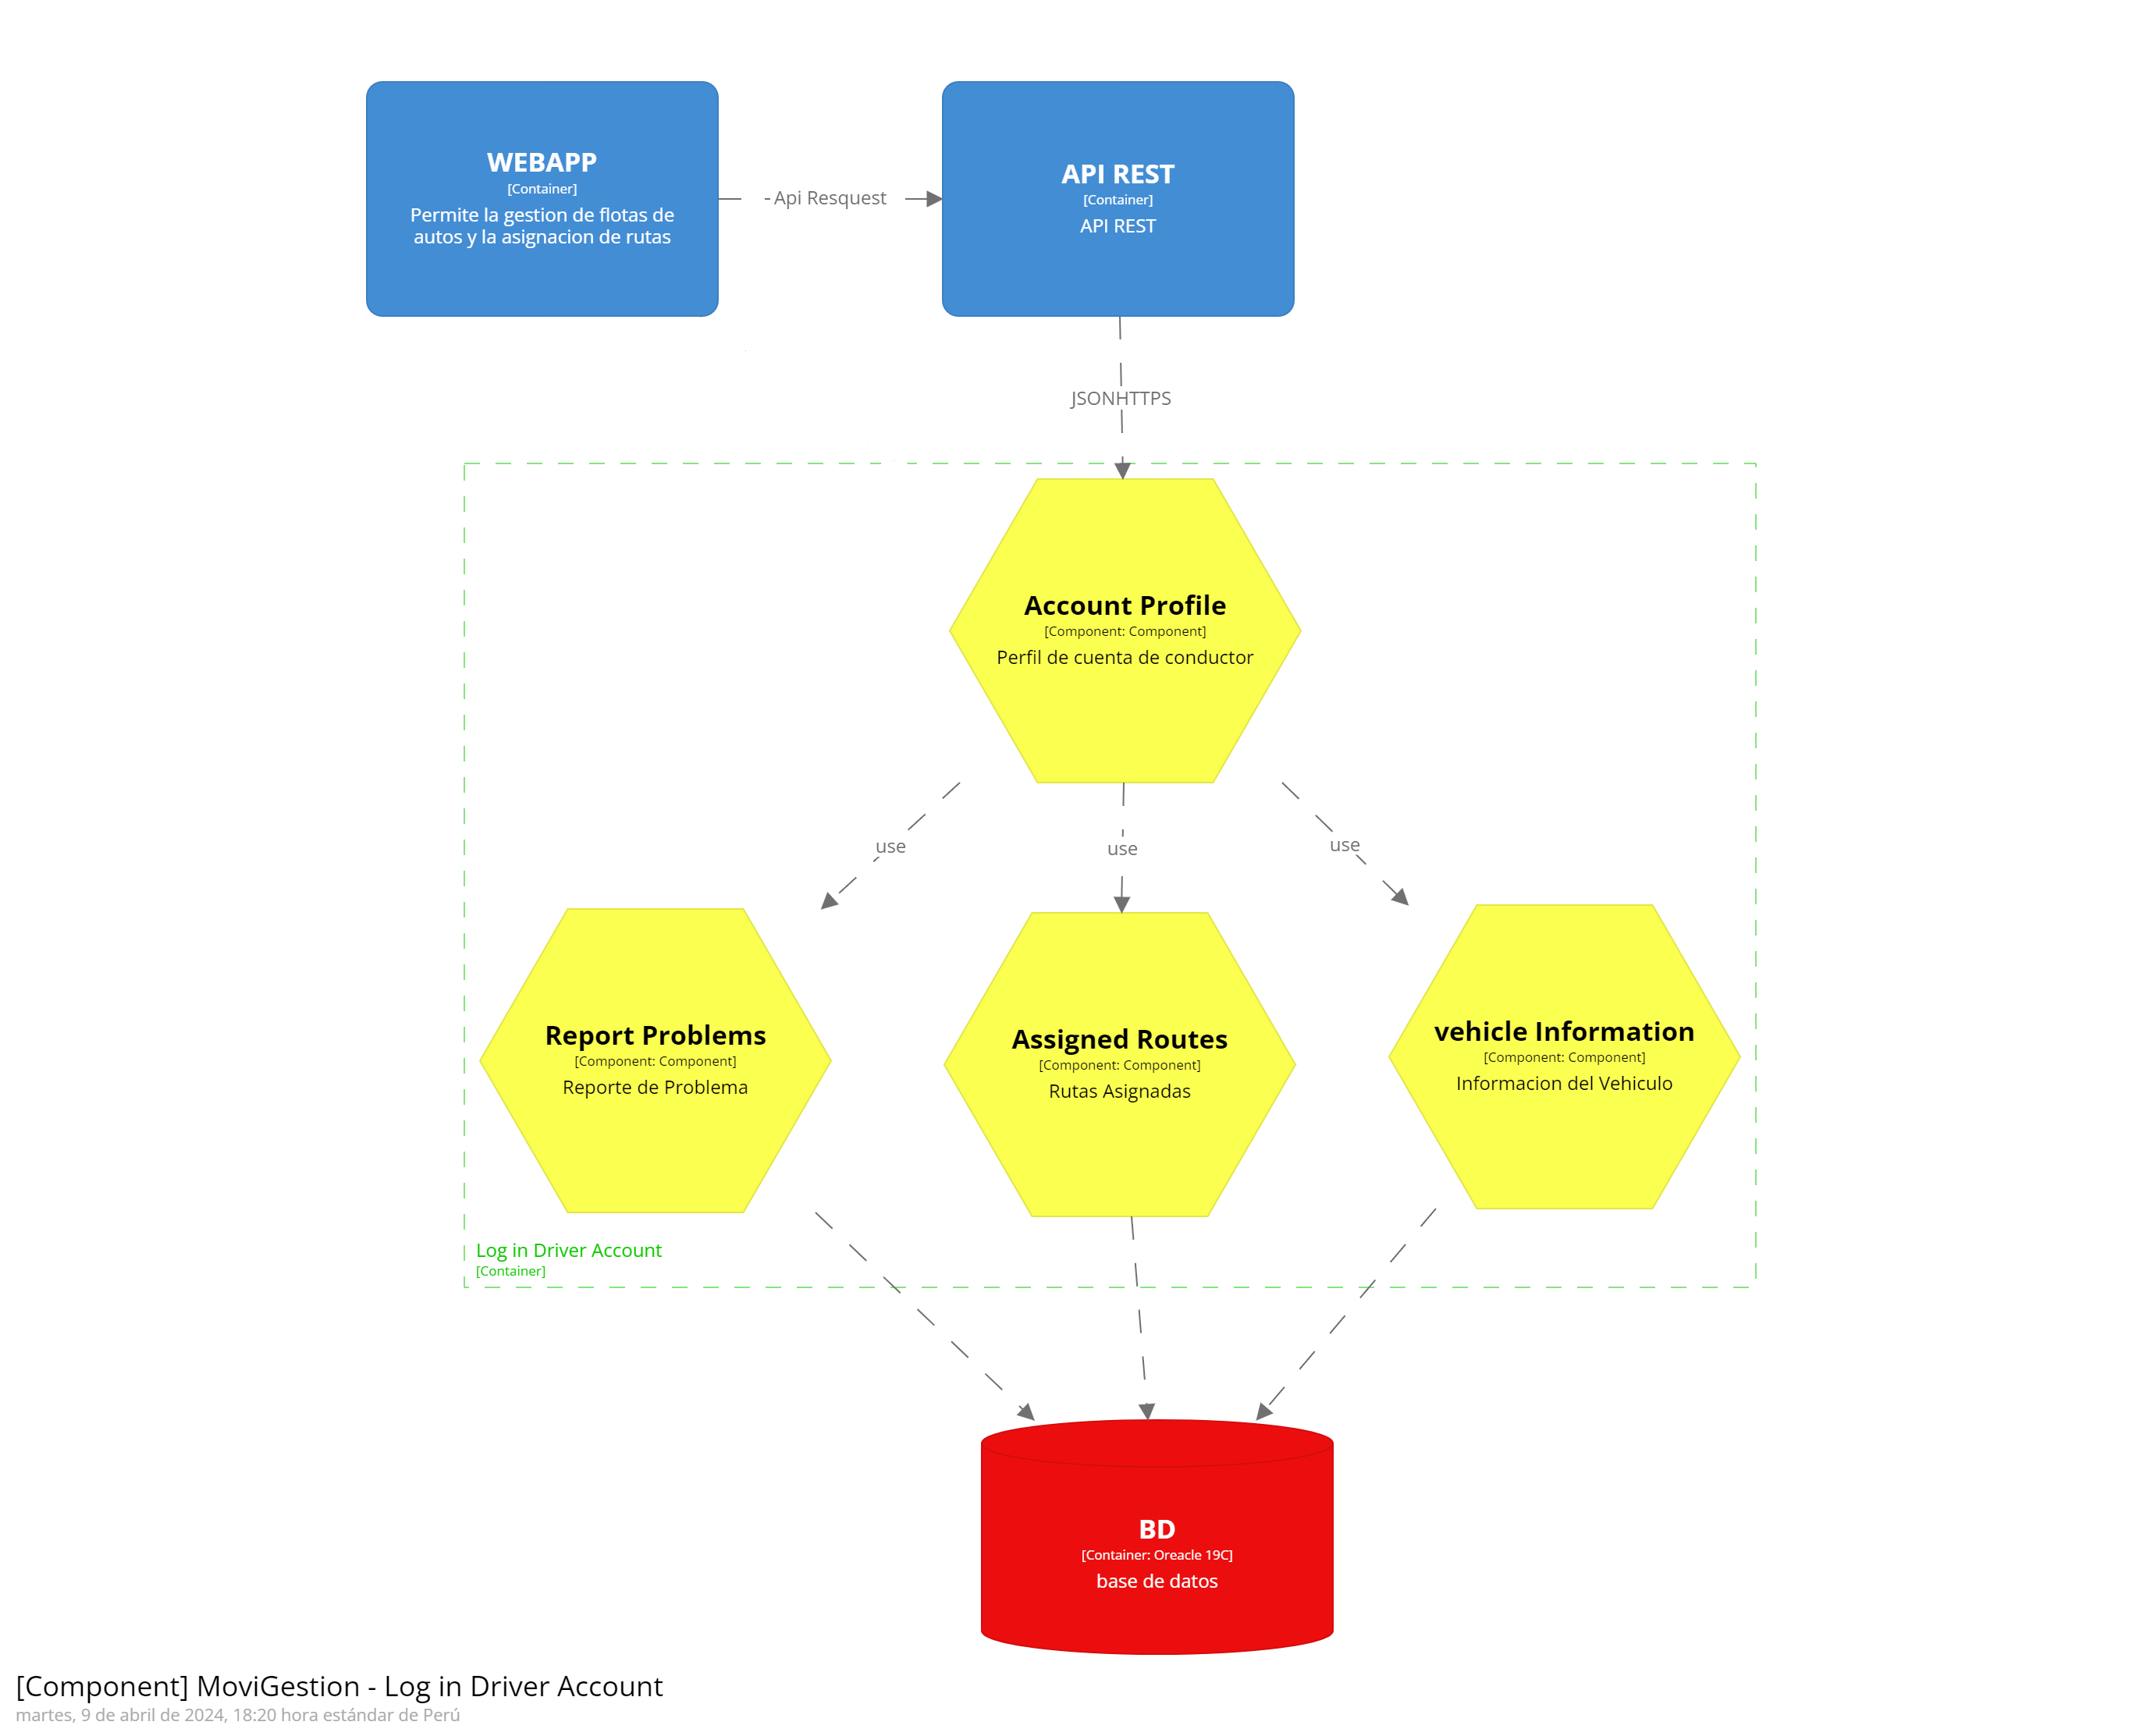 WEBAPP
[Container]
Permite la gestion de flotas de
autos y la asignacion de rutas
Api Resquest
API REST
[Container]
API REST
JSONHTTPS
Account Profile
[Component: Component]
Perfil de cuenta de conductor
use
use
use
Report Problems
[Component: Component]
Reporte de Problema
Assigned Routes
[Component: Component]
Rutas Asignadas
vehicle Information
[Component: Component]
Informacion del Vehiculo
Log in Driver Account
[Container]
BD
[Container: Oreacle 19C]
base de datos
[Component] MoviGestion - Log in Driver Account
martes, 9 de abril de 2024, 18:20 hora estándar de Perú